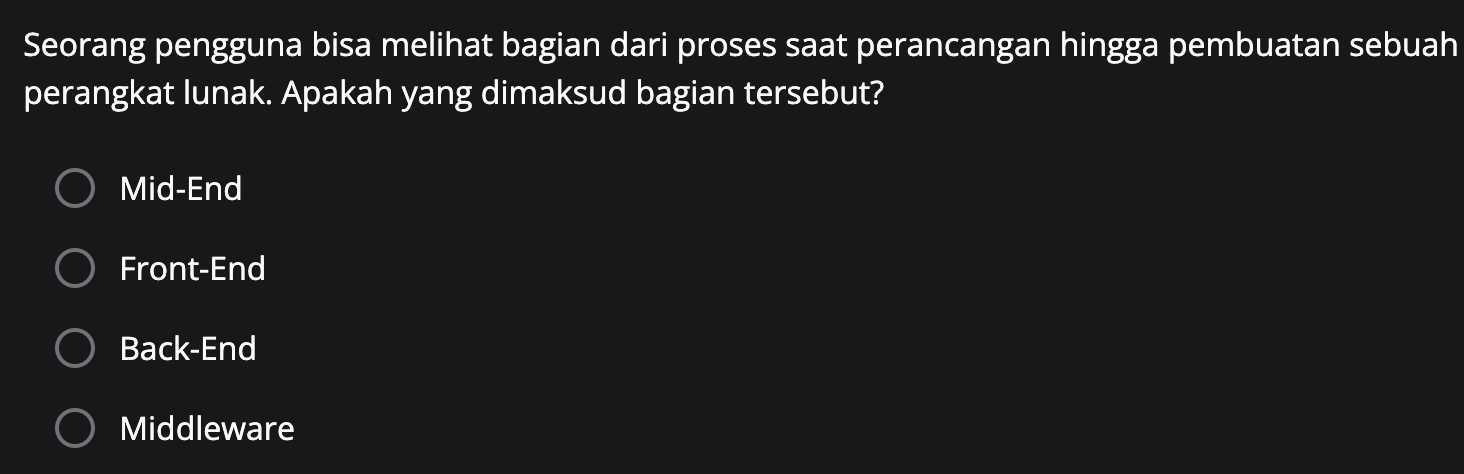 Seorang pengguna bisa melihat bagian dari proses saat perancangan hingga pembuatan sebuah
perangkat lunak. Apakah yang dimaksud bagian tersebut?
Mid-End
Front-End
Back-End
Middleware